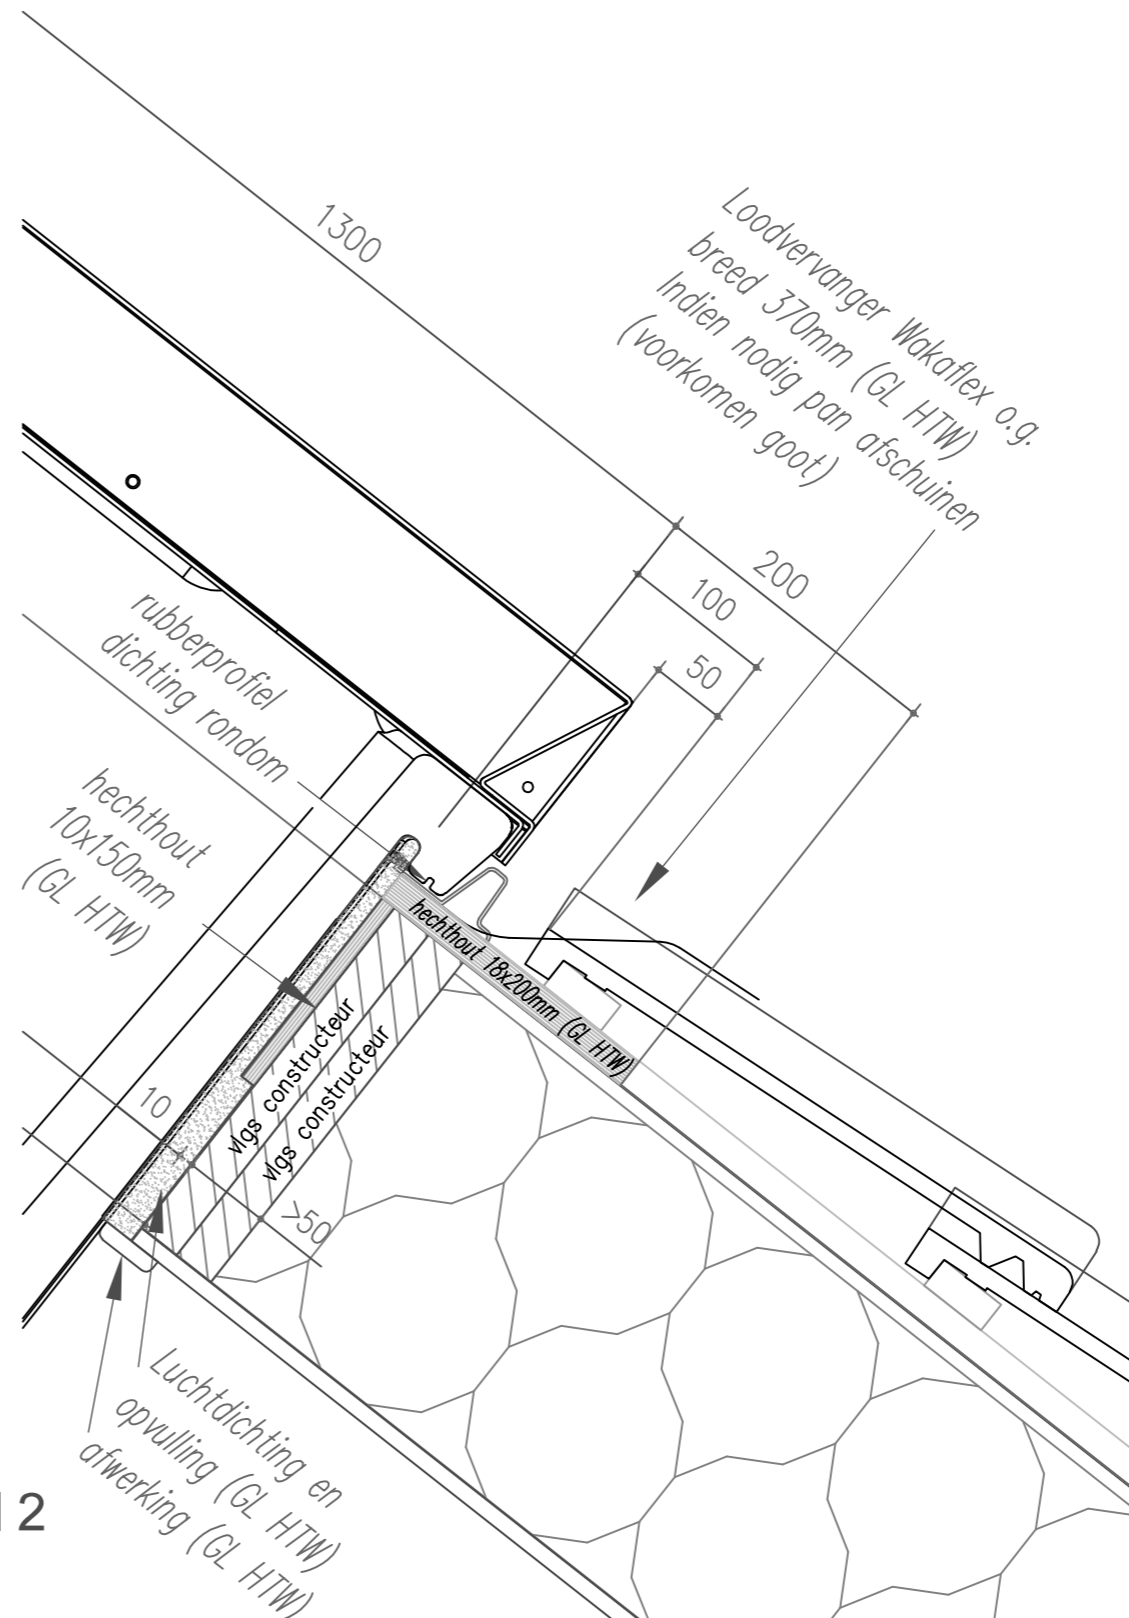 1300
Loodvervanger Wakaflex o.g.
breed 370mm (GL HTW)
Indien nodig pan afschuinen
(voorkomen goot)
200
100
50
rubberprofiel
dichting rondom
hechthout
10x150mm
(GL HTW)
hechthout 18x200mm (GL HTW)
vlgs constructeur
vlgs constructeur
10
>50
Luchtdichting en
opvulling (GL HTW)
afwerking (GL HTW)
12